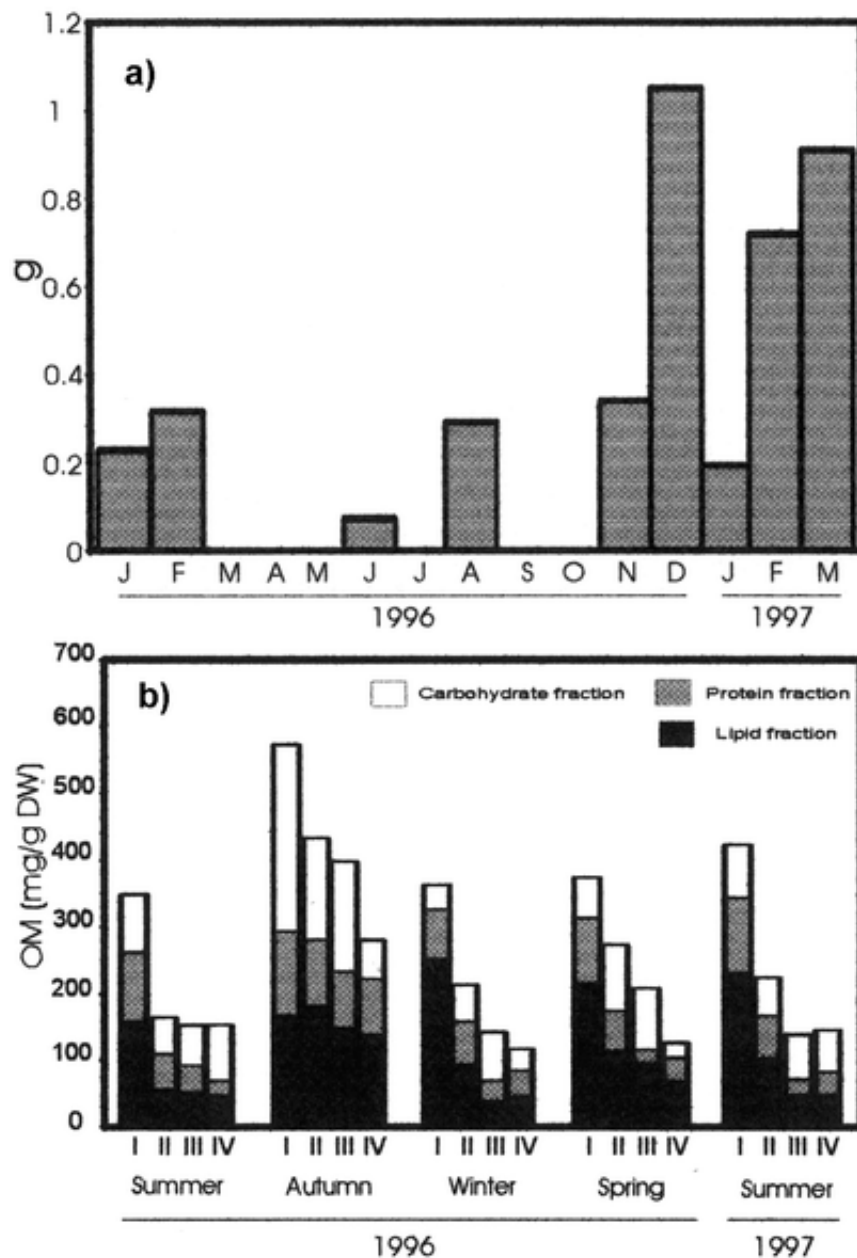 1.2
a)
1
0.8
g
0.6
0.4
0.2
0
J F M A M J J A S O N D J F M
1996 1997
700
b)
Carbohydrate fraction Protein fraction
Lipid fraction
600
500
OM (mg/g DW)
400
300
200
100
0
I II III IV I II III IV I II III IV I II III IV I II III IV
Summer Autumn Winter Spring Summer
1996 1997